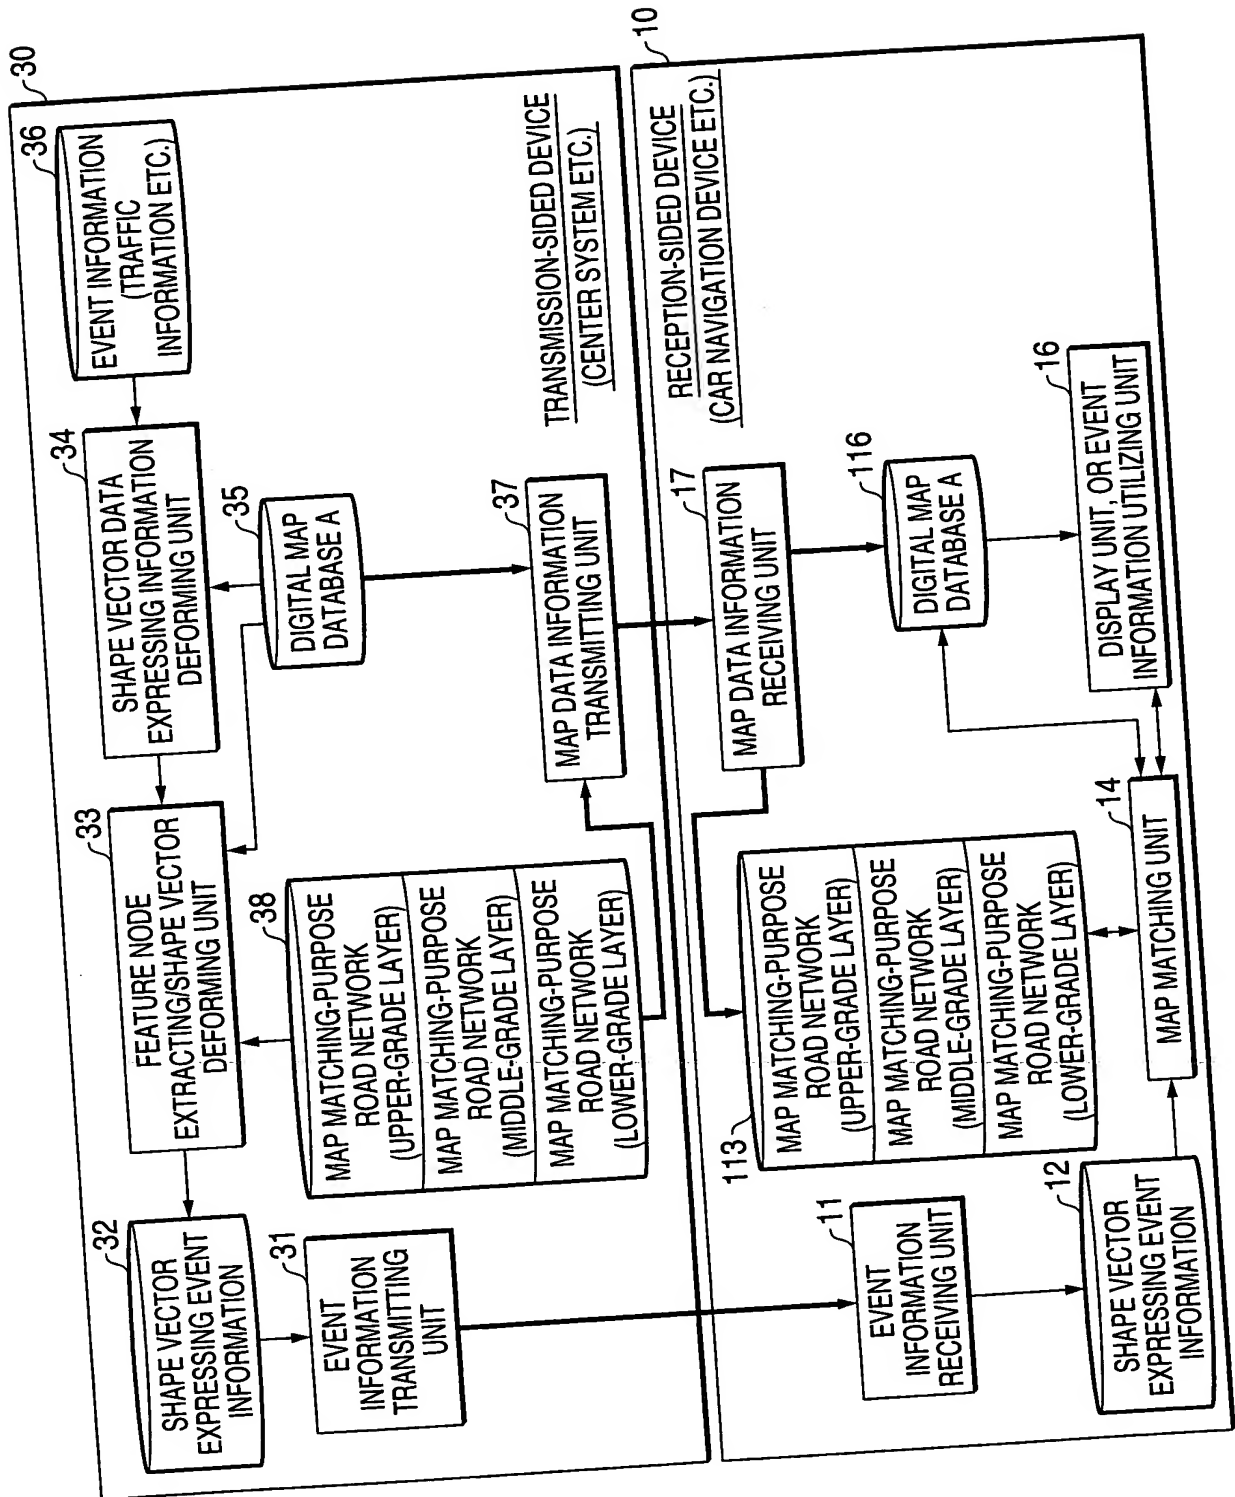 30
36
EVENT INFORMATION
(TRAFFIC
INFORMATION ETC.)
34
SHAPE VECTOR DATA
EXPRESSING INFORMATION
DEFORMING UNIT
33
FEATURE NODE
EXTRACTING/SHAPE VECTOR
DEFORMING UNIT
32
SHAPE VECTOR
EXPRESSING EVENT
INFORMATION
31
EVENT
INFORMATION
TRANSMITTING
UNIT
38
MAP MATCHING-PURPOSE
ROAD NETWORK
(UPPER-GRADE LAYER)
MAP MATCHING-PURPOSE
ROAD NETWORK
(MIDDLE-GRADE LAYER)
MAP MATCHING-PURPOSE
ROAD NETWORK
(LOWER-GRADE LAYER)
35
DIGITAL MAP
DATABASE A
37
MAP DATA INFORMATION
TRANSMITTING UNIT
TRANSMISSION-SIDED DEVICE
(CENTER SYSTEM ETC.)
10
RECEPTION-SIDED DEVICE
(CAR NAVIGATION DEVICE ETC.)
17
MAP DATA INFORMATION
RECEIVING UNIT
116
DIGITAL MAP
DATABASE A
16
DISPLAY UNIT, OR EVENT
INFORMATION UTILIZING UNIT
113
MAP MATCHING-PURPOSE
ROAD NETWORK
(UPPER-GRADE LAYER)
MAP MATCHING-PURPOSE
ROAD NETWORK
(MIDDLE-GRADE LAYER)
MAP MATCHING-PURPOSE
ROAD NETWORK
(LOWER-GRADE LAYER)
14
MAP MATCHING UNIT
11
EVENT
INFORMATION
RECEIVING UNIT
12
SHAPE VECTOR
EXPRESSING EVENT
INFORMATION